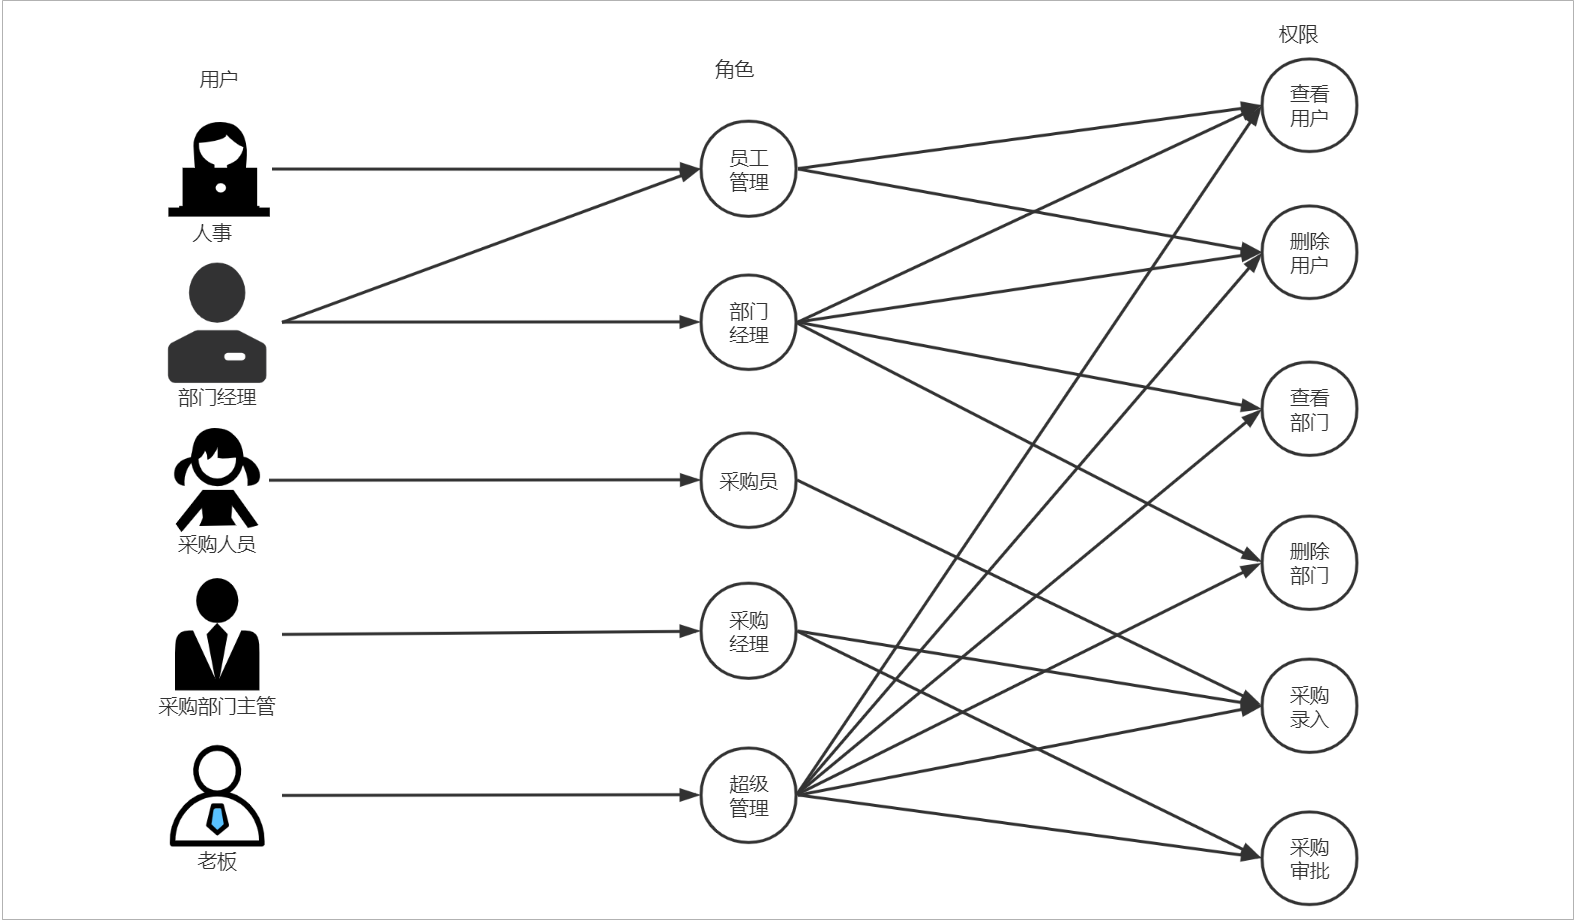 用户
人事
部门经理
采购人员
采购部门主管
老板
角色
员工
管理
部门
经理
采购员
采购
经理
超级
管理
权限
查看
用户
删除
用户
查看
部门
删除
部门
采购
录入
采购
审批